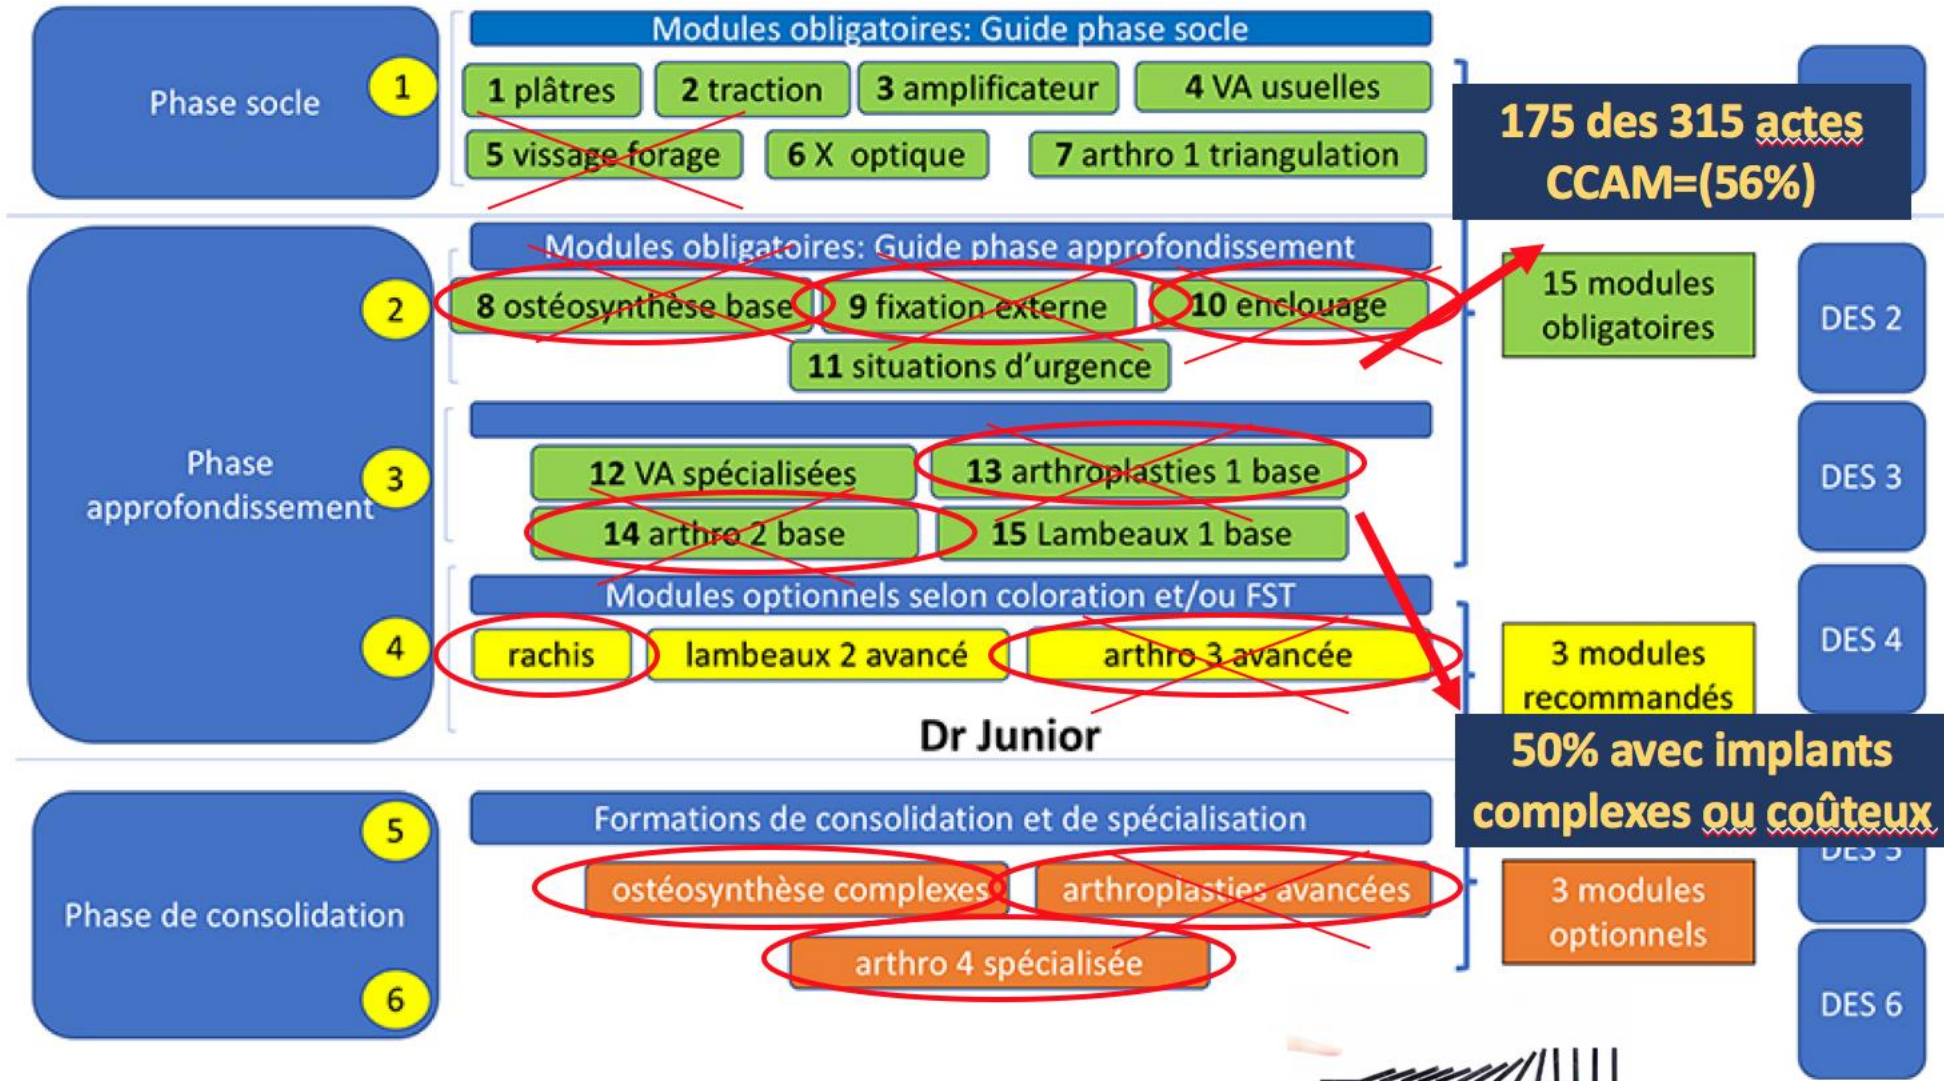 Modules obligatoires: Guide phase socle
Phase socle
1
1 plâtres
2 traction
3 amplificateur
4 VA usuelles
5 vissage forage
6 X optique
7 arthro 1 triangulation
175 des 315 actes
CCAM=(56%)
Modules obligatoires: Guide phase approfondissement
2
8 ostéosynthèse base
9 fixation externe
10 enclouage
11 situations d'urgence
15 modules
obligatoires
DES 2
Phase
approfondissement
3
12 VA spécialisées
13 arthroplasties 1 base
14 arthro 2 base
15 Lambeaux 1 base
DES 3
Modules optionnels selon coloration et/ou FST
4
rachis
lambeaux 2 avancé
arthro 3 avancée
3 modules
recommandés
DES 4
Dr Junior
50% avec implants
complexes ou coûteux
Formations de consolidation et de spécialisation
5
DES 5
Phase de consolidation
ostéosynthèse complexes
arthroplasties avancées
arthro 4 spécialisée
3 modules
optionnels
6
DES 6